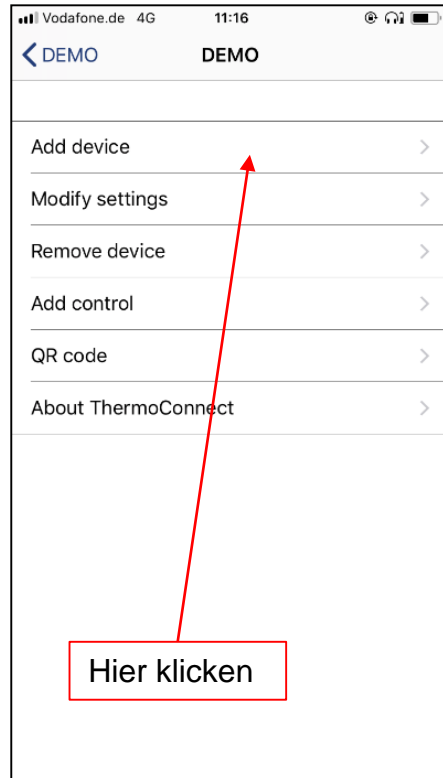 Vodafone.de 4G 11:16
DEMO DEMO
Add device
Modify settings
Remove device
Add control
QR code
About ThermoConnect
Hier klicken